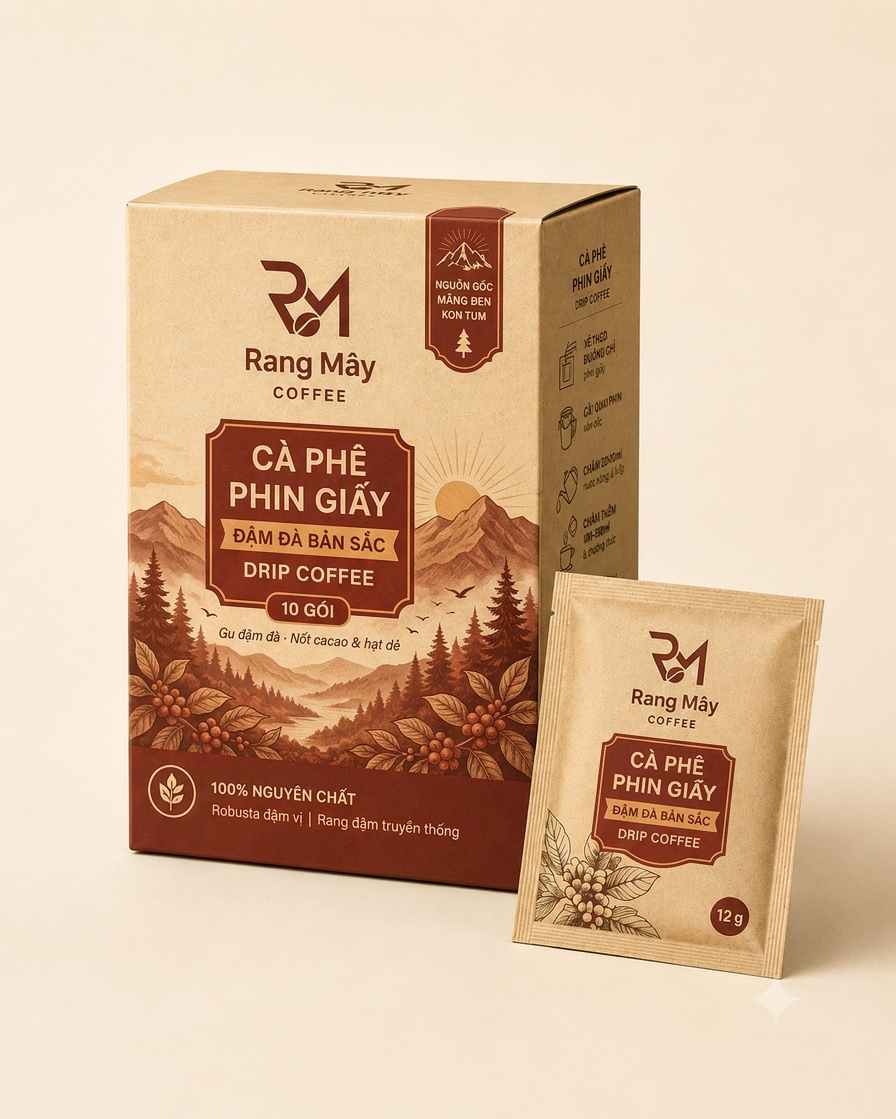 RM
Rang Mây
COFFEE
NGUỒN GỐC
MĂNG ĐEN
KON TUM
CÀ PHÊ
PHIN GIẤY
ĐẬM ĐÀ BẢN SẮC
DRIP COFFEE
10 GÓI
Gu đậm đà · Nốt cacao & hạt dẻ
100% NGUYÊN CHẤT
Robusta đậm vị | Rang đậm truyền thống
CÀ PHÊ
PHIN GIẤY
DRIP COFFEE
phin giấy
RM
Rang Mây
COFFEE
CÀ PHÊ
PHIN GIẤY
ĐẬM ĐÀ BẢN SẮC
DRIP COFFEE
12 g